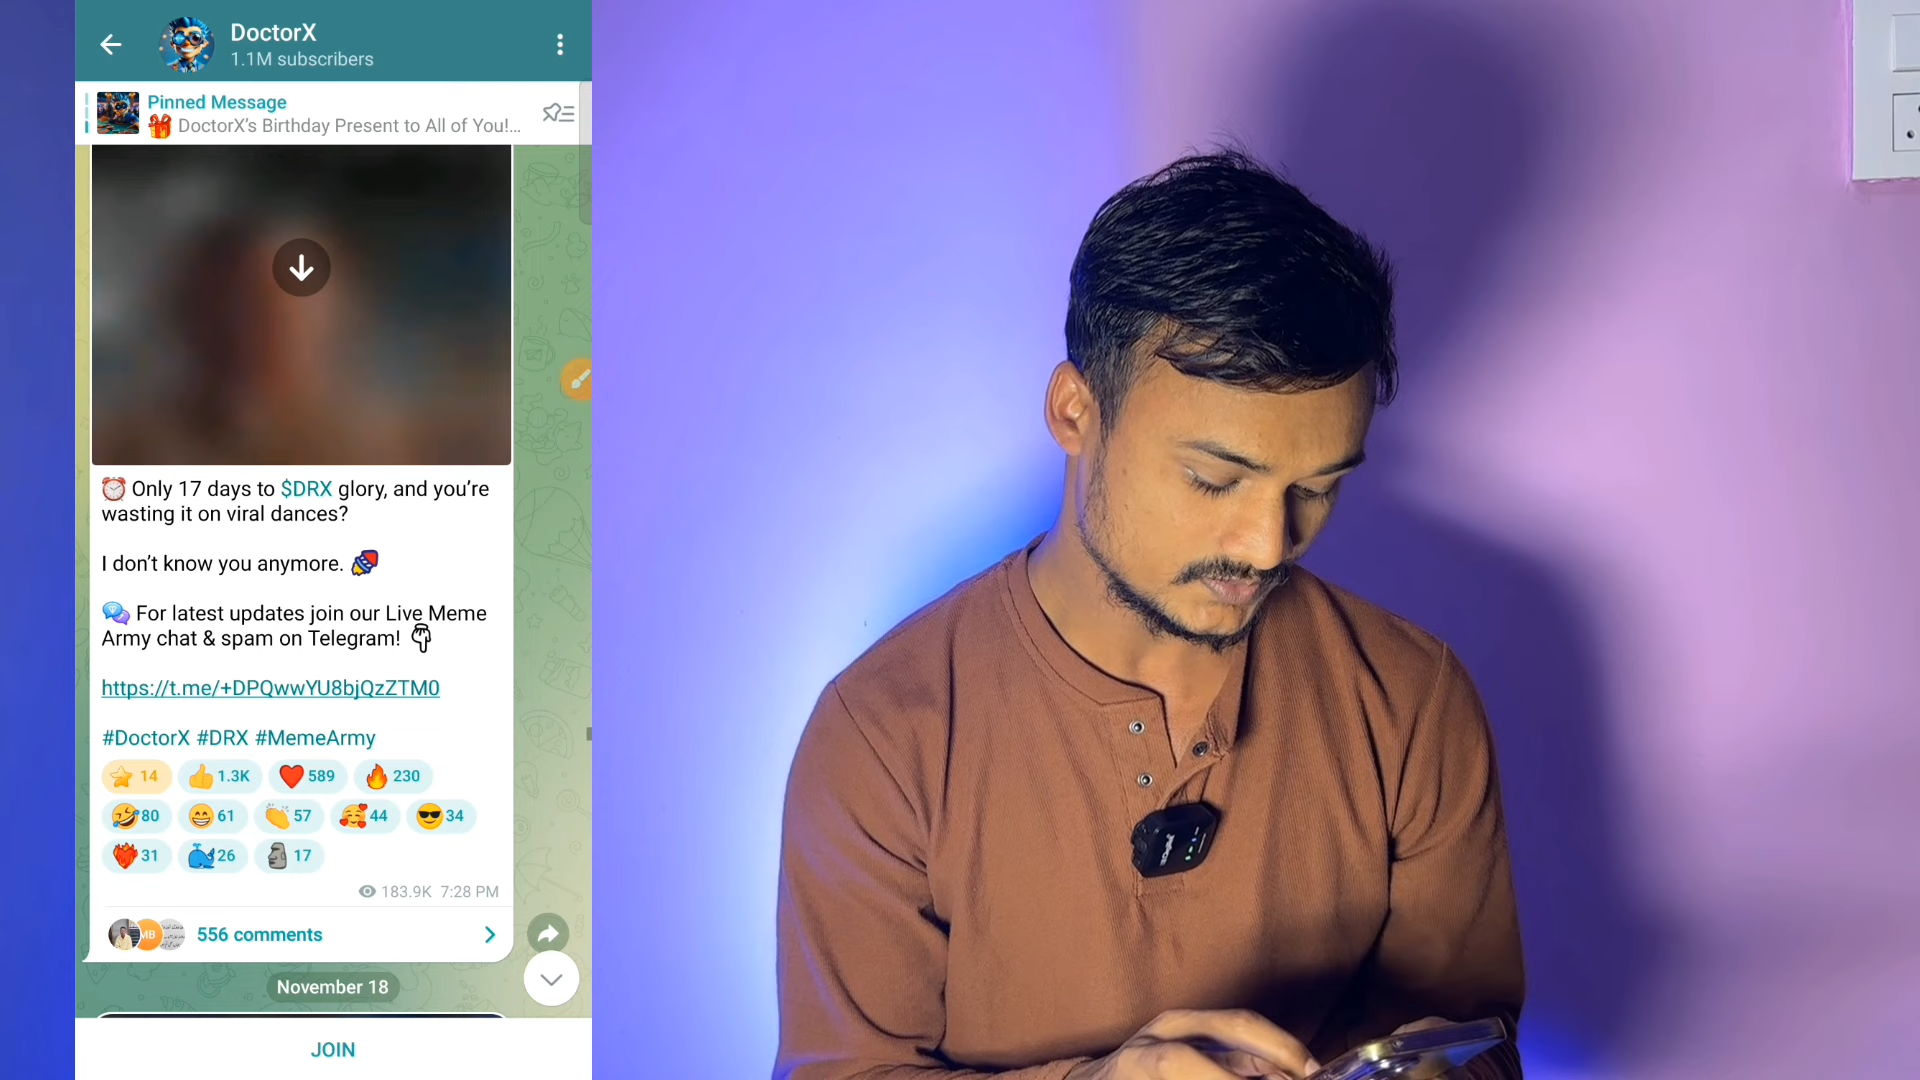 DoctorX
1.1M subscribers
Pinned Message
🎁 DoctorX's Birthday Present to All of You!...
⏰ Only 17 days to $DRX glory, and you're
wasting it on viral dances?
I don't know you anymore. 🧨
For latest updates join our Live Meme
Army chat & spam on Telegram! 👇
https://t.me/+DPQwwYU8bjQzZTM0
#DoctorX #DRX #MemeArmy
⭐ 14 👍 1.3K ❤️ 589 🔥 230
🤣 80 😁 61 👏 57 🥰 44 😎 34
❤️‍🔥 31 🐳 26 🗿 17
183.9K 7:28 PM
MB
556 comments
November 18
JOIN